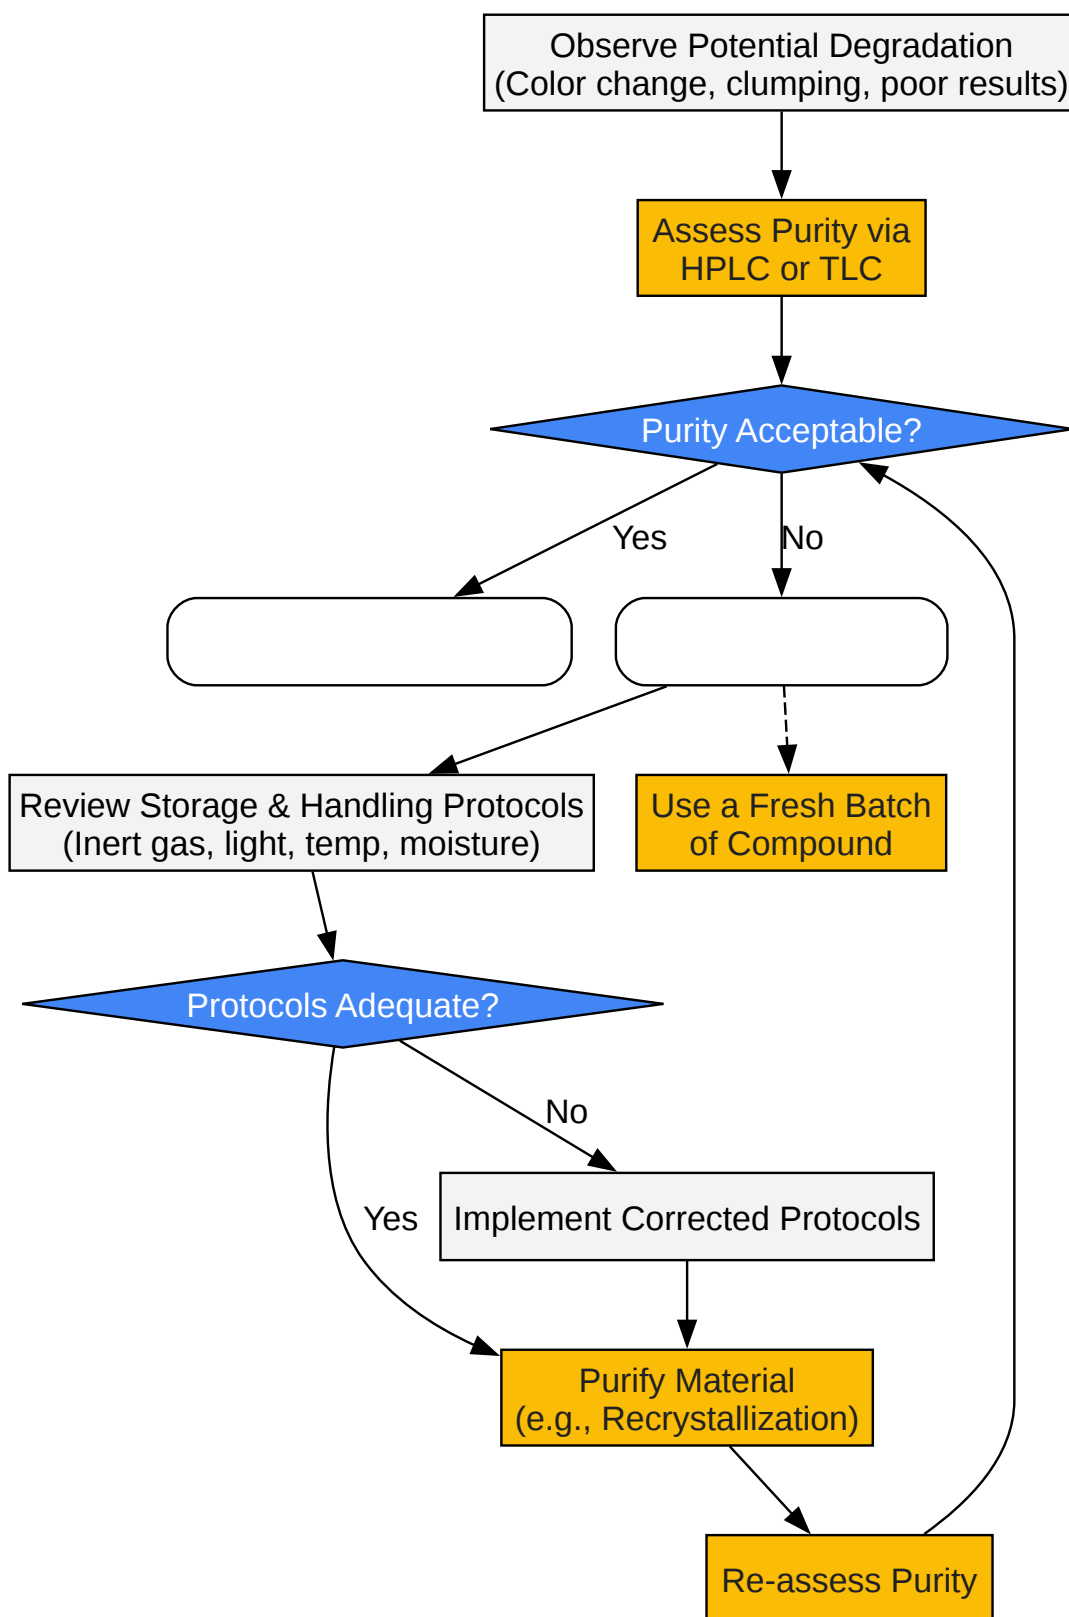 Observe Potential Degradation
(Color change, clumping, poor results)
Assess Purity via
HPLC or TLC
Purity Acceptable?
Yes
No
Review Storage & Handling Protocols
(Inert gas, light, temp, moisture)
Use a Fresh Batch
of Compound
Protocols Adequate?
No
Yes
Implement Corrected Protocols
Purify Material
(e.g., Recrystallization)
Re-assess Purity